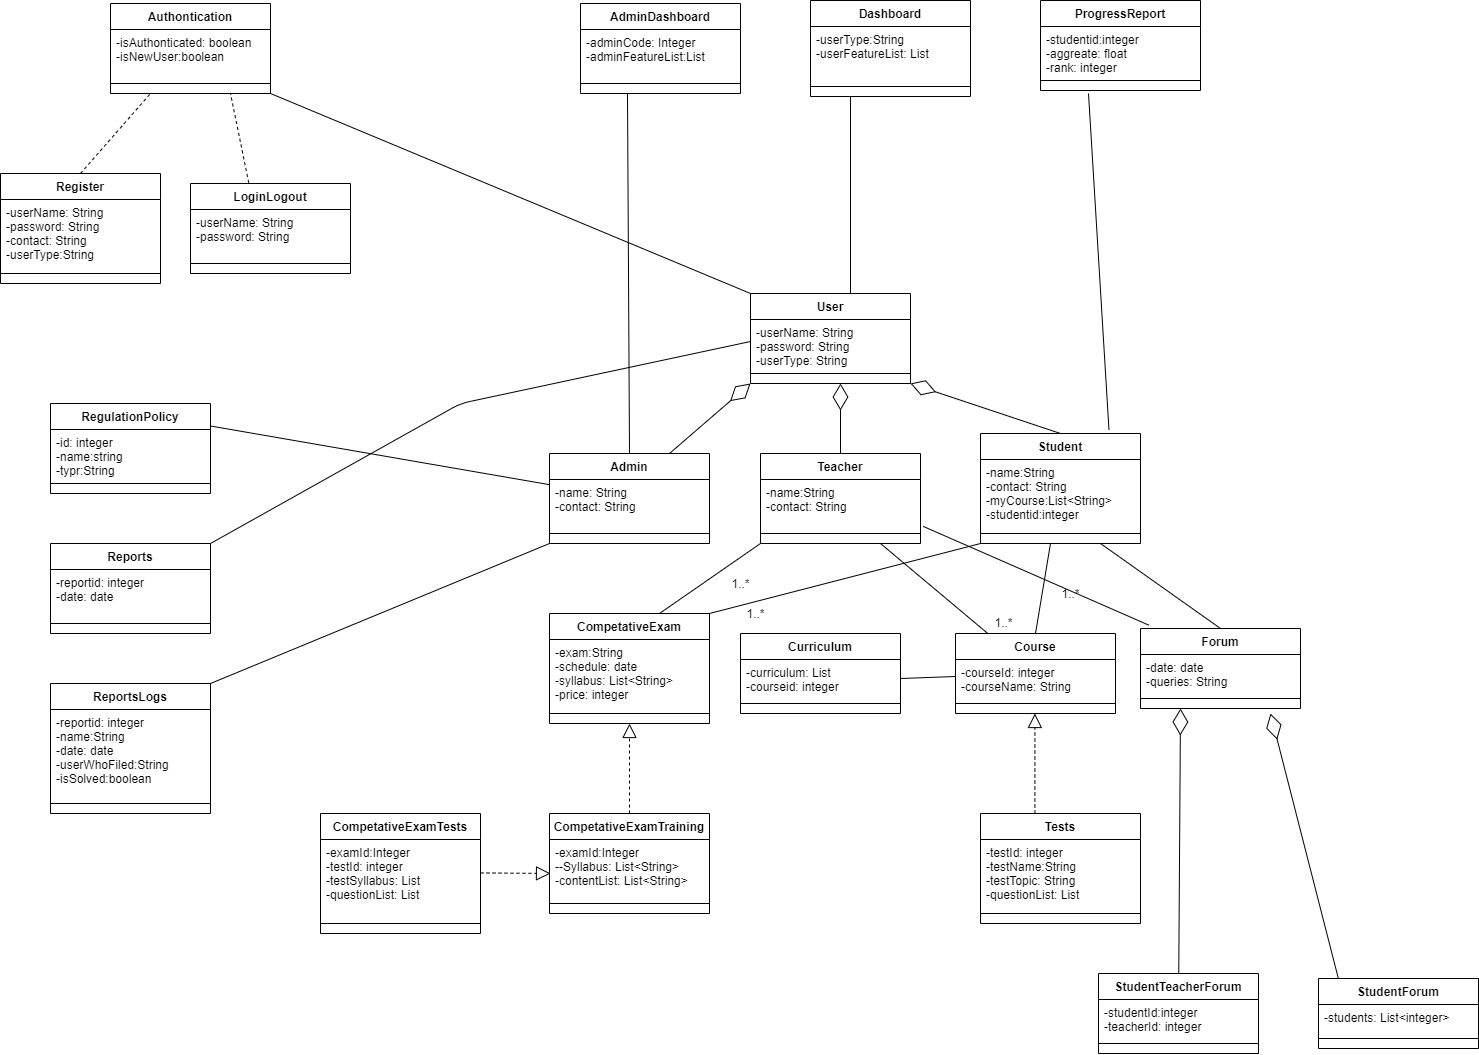 Authontication
-isAuthonticated: boolean
-isNewUser:boolean
AdminDashboard
-adminCode: Integer
-adminFeatureList:List
Dashboard
-userType:String
-userFeatureList: List
ProgressReport
-studentid:integer
-aggreate: float
-rank: integer
Register
-userName: String
-password: String
-contact: String
-userType:String
LoginLogout
-userName: String
-password: String
User
-userName: String
-password: String
-userType: String
RegulationPolicy
-id: integer
-name:string
-typr:String
Admin
-name: String
-contact: String
Teacher
-name:String
-contact: String
Student
-name:String
-contact: String
-myCourse:List<String>
-studentid:integer
Reports
-reportid: integer
-date: date
1..*
1..*
1..*
1..*
CompetativeExam
-exam:String
-schedule: date
-syllabus: List<String>
-price: integer
Curriculum
-curriculum: List
-courseid: integer
Course
-courseId: integer
-courseName: String
Forum
-date: date
-queries: String
ReportsLogs
-reportid: integer
-name:String
-date: date
-userWhoFiled:String
-isSolved:boolean
CompetativeExamTests
-examId:Integer
-testId: integer
-testSyllabus: List
-questionList: List
CompetativeExamTraining
-examId:Integer
--Syllabus: List<String>
-contentList: List<String>
Tests
-testId: integer
-testName:String
-testTopic: String
-questionList: List
StudentTeacherForum
-studentId:integer
-teacherId: integer
StudentForum
-students: List<integer>